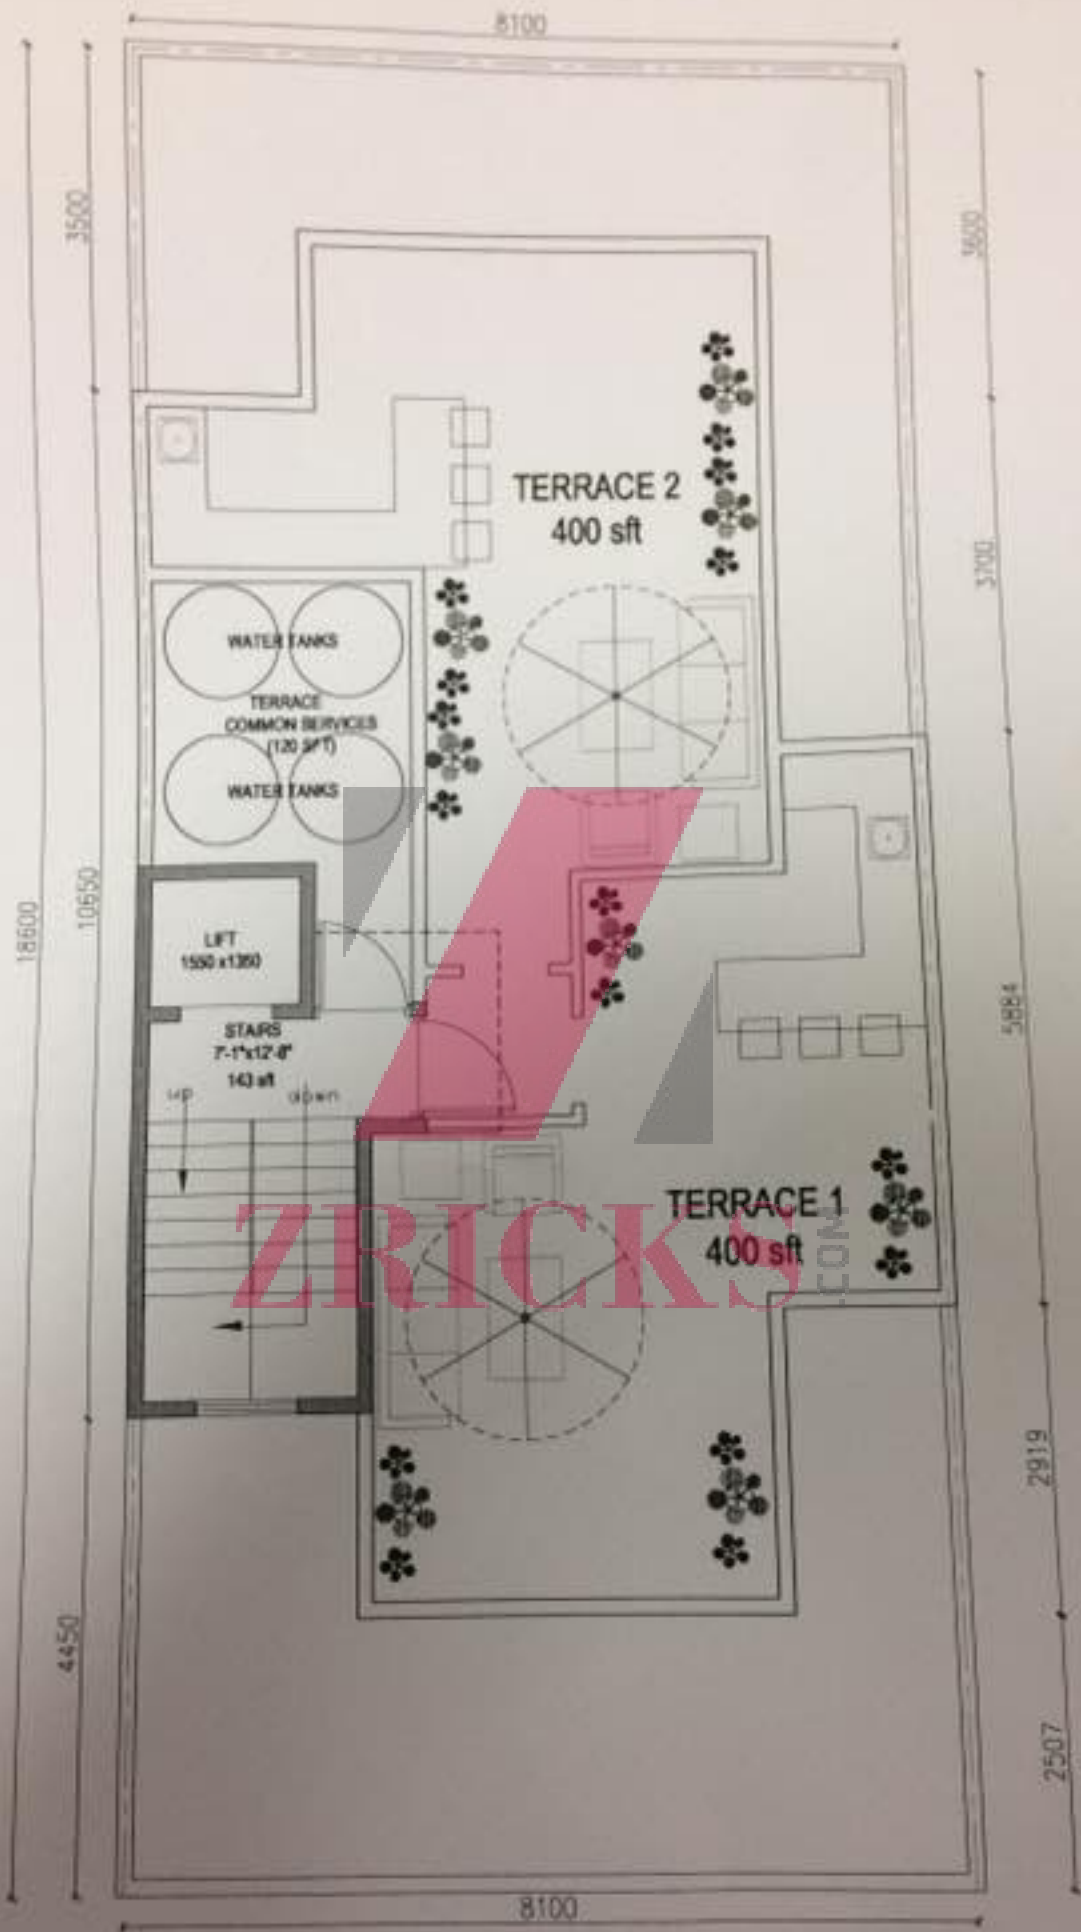 8100
3500
3600
TERRACE 2
400 sft
3700
WATER TANKS
TERRACE
COMMON SERVICES
(120 SFT)
WATER TANKS
18600
10650
LIFT
1550 x1350
5884
STAIRS
7'-1"x12'-8"
143 sft
up
down
TERRACE 1
400 sft
ZRICKS
.COM
2919
4450
2507
8100